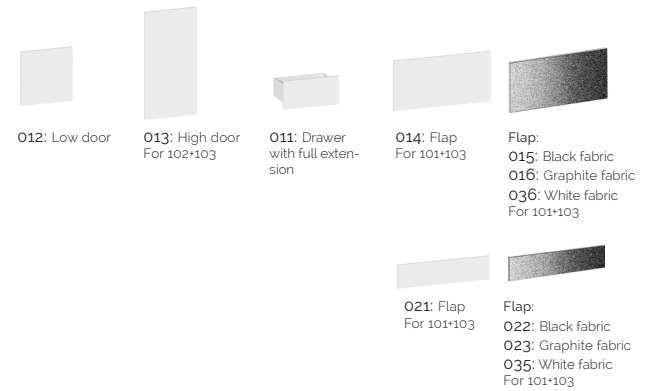 012: Low door
013: High door
For 102+103
011: Drawer
with full exten-
sion
014: Flap
For 101+103
Flap:
015: Black fabric
016: Graphite fabric
036: White fabric
For 101+103
021: Flap
For 101+103
Flap:
022: Black fabric
023: Graphite fabric
035: White fabric
For 101+103